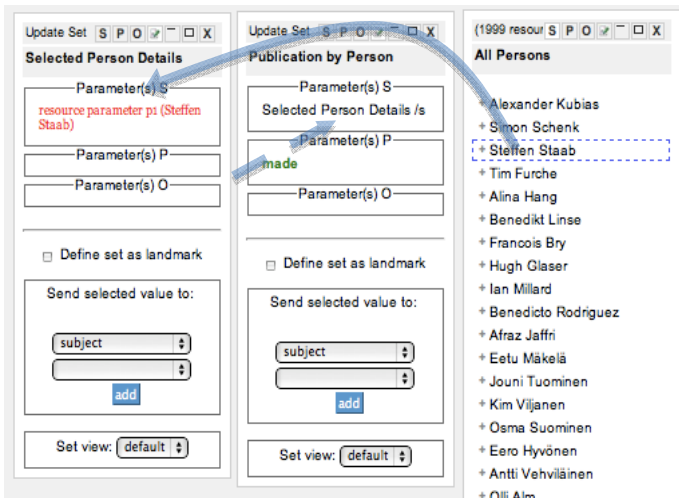 Update Set S P O X
Selected Person Details
Parameter(s) S
resource parameter p1 (Steffen
Staab)
Parameter(s) P
Parameter(s) O
Define set as landmark
Send selected value to:
subject
add
Set view: default
Update Set S P O X
Publication by Person
Parameter(s) S
Selected Person Details /s
Parameter(s) P
made
Parameter(s) O
Define set as landmark
Send selected value to:
subject
add
Set view: default
(1999 resour S P O X
All Persons
+ Alexander Kubias
+ Simon Schenk
+ Steffen Staab
+ Tim Furche
+ Alina Hang
+ Benedikt Linse
+ Francois Bry
+ Hugh Glaser
+ Ian Millard
+ Benedicto Rodriguez
+ Afraz Jaffri
+ Eetu Mäkelä
+ Jouni Tuominen
+ Kim Viljanen
+ Osma Suominen
+ Eero Hyvönen
+ Antti Vehviläinen
+ Olli Alm